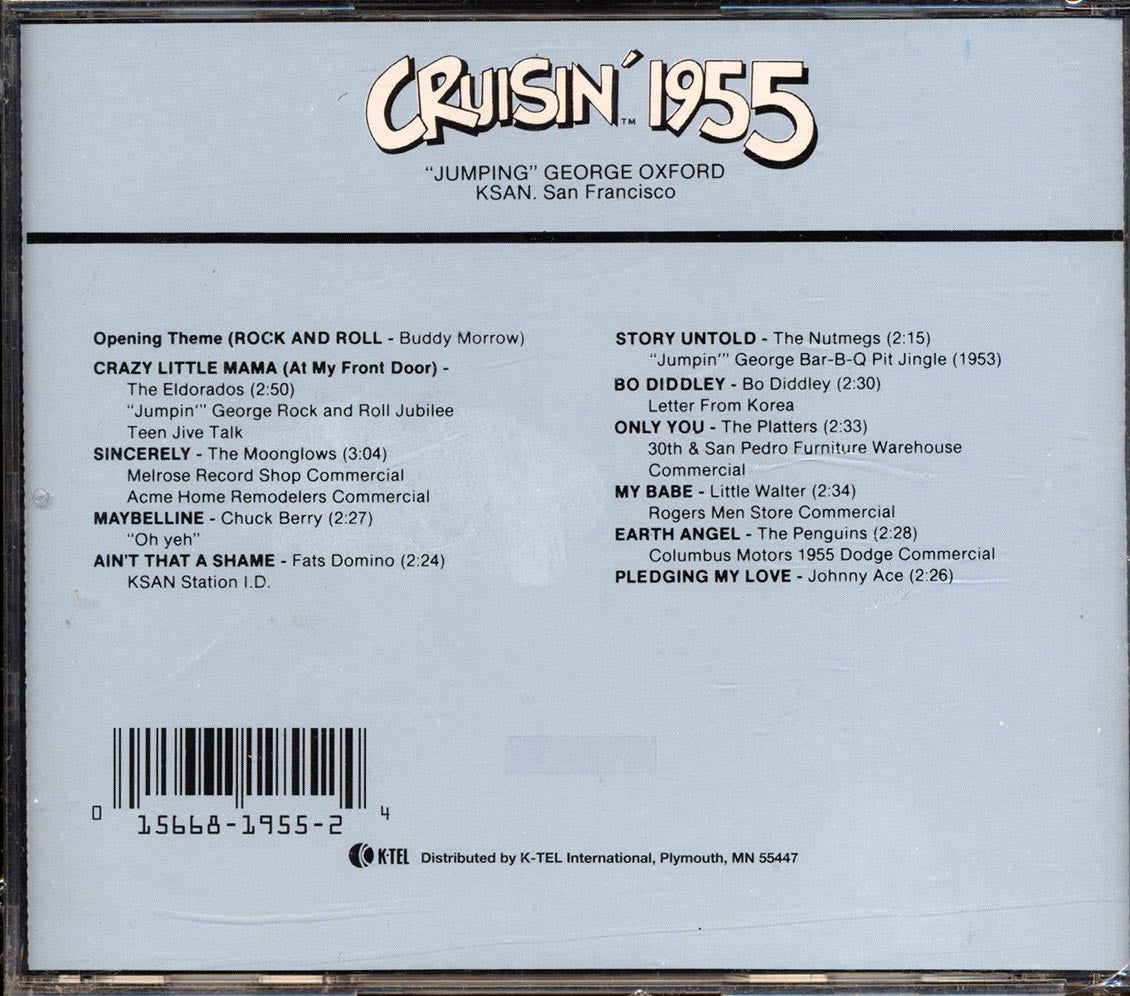 CRUISIN' 1955
TM
"JUMPING" GEORGE OXFORD
KSAN. San Francisco
Opening Theme (ROCK AND ROLL - Buddy Morrow)
CRAZY LITTLE MAMA (At My Front Door) -
The Eldorados (2:50)
"Jumpin'" George Rock and Roll Jubilee
Teen Jive Talk
SINCERELY - The Moonglows (3:04)
Melrose Record Shop Commercial
Acme Home Remodelers Commercial
MAYBELLINE - Chuck Berry (2:27)
"Oh yeh"
AIN'T THAT A SHAME - Fats Domino (2:24)
KSAN Station I.D.
STORY UNTOLD - The Nutmegs (2:15)
"Jumpin'" George Bar-B-Q Pit Jingle (1953)
BO DIDDLEY - Bo Diddley (2:30)
Letter From Korea
ONLY YOU - The Platters (2:33)
30th & San Pedro Furniture Warehouse
Commercial
MY BABE - Little Walter (2:34)
Rogers Men Store Commercial
EARTH ANGEL - The Penguins (2:28)
Columbus Motors 1955 Dodge Commercial
PLEDGING MY LOVE - Johnny Ace (2:26)
0 15668-1955-2 4
K-TEL Distributed by K-TEL International, Plymouth, MN 55447